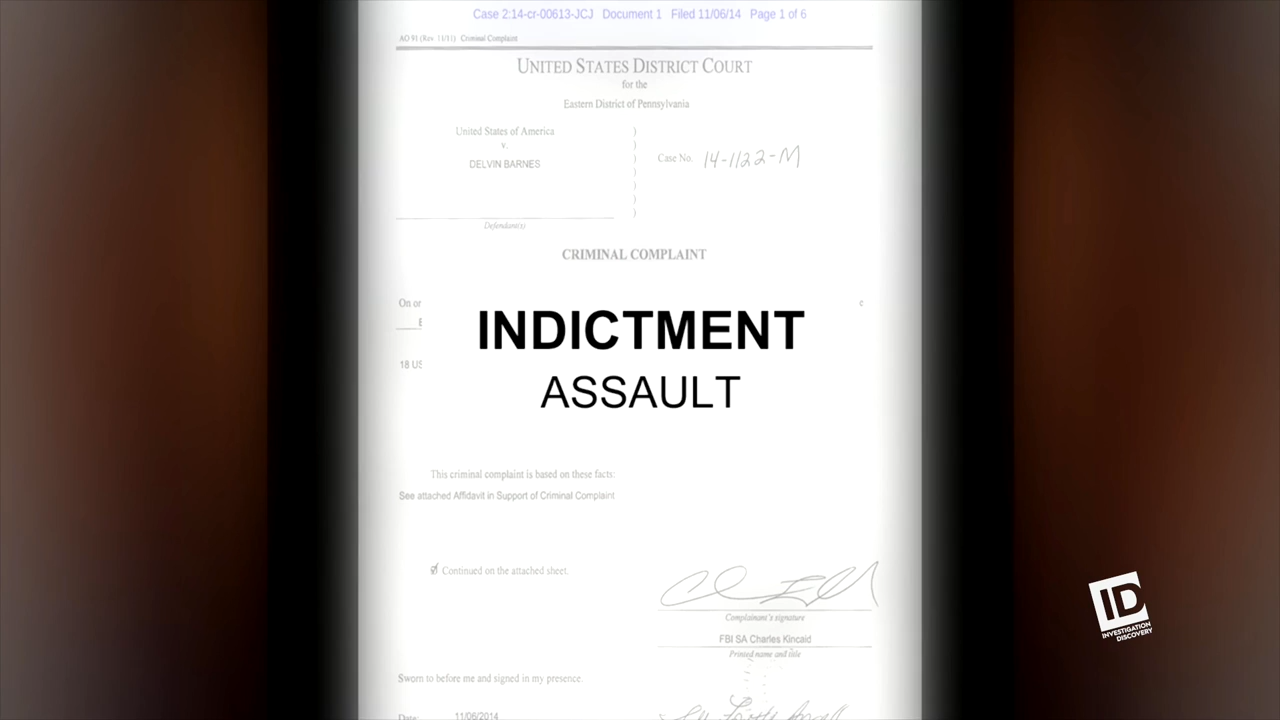 Case 2:14-cr-00613-JCJ Document 1 Filed 11/06/14 Page 1 of 6
AO 91 (Rev. 11/11) Criminal Complaint
UNITED STATES DISTRICT COURT
for the
Eastern District of Pennsylvania
United States of America
v.
DELVIN BARNES
)
)
)
)
)
)
)
Case No. 14-1122-M
Defendant(s)
CRIMINAL COMPLAINT
On or
e
E
18 US
INDICTMENT
ASSAULT
This criminal complaint is based on these facts:
See attached Affidavit in Support of Criminal Complaint
Continued on the attached sheet.
Complainant's signature
FBI SA Charles Kincaid
Printed name and title
Sworn to before me and signed in my presence.
Date: 11/06/2014
ID
INVESTIGATION
DISCOVERY